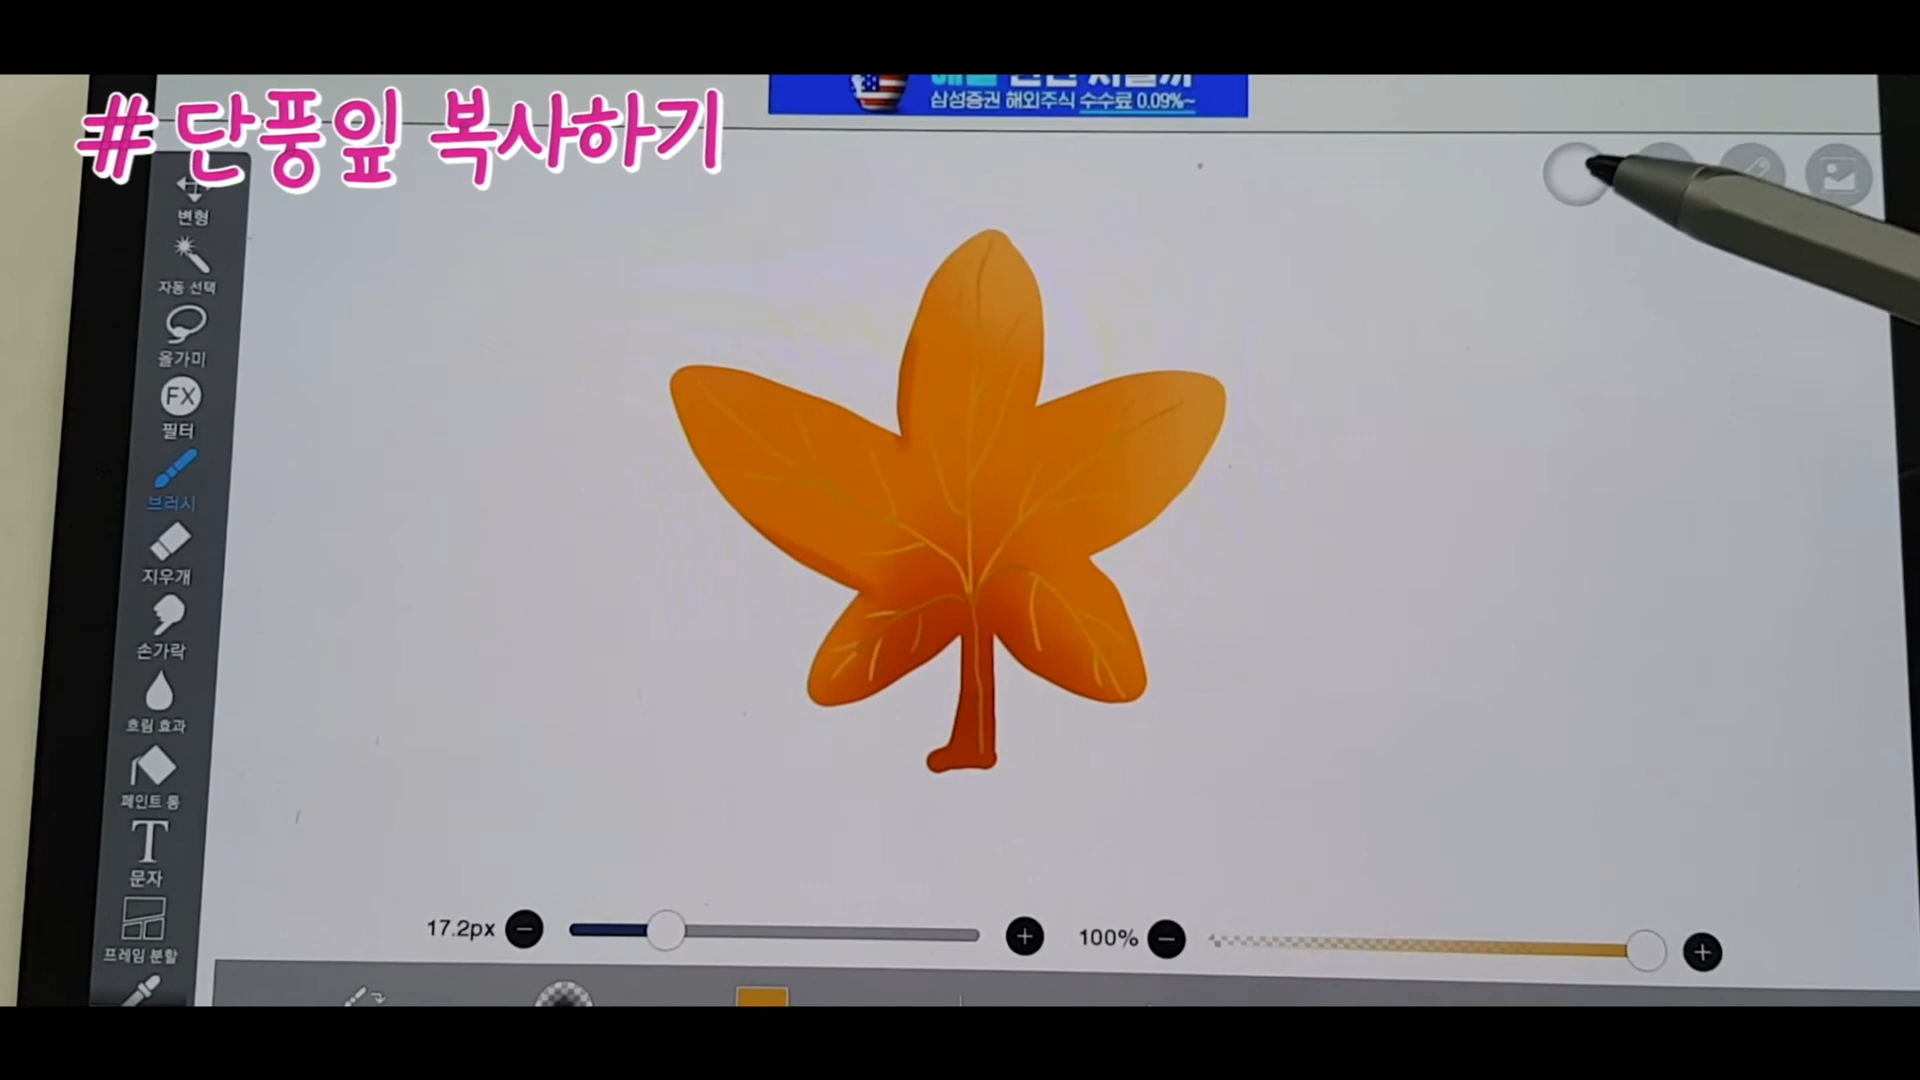 # 단풍잎 복사하기
삼성증권 해외주식 수수료 0.09%~
변형
자동 선택
올가미
FX
필터
브러시
지우개
손가락
흐림 효과
페인트 통
T
문자
프레임 분할
17.2px
100%